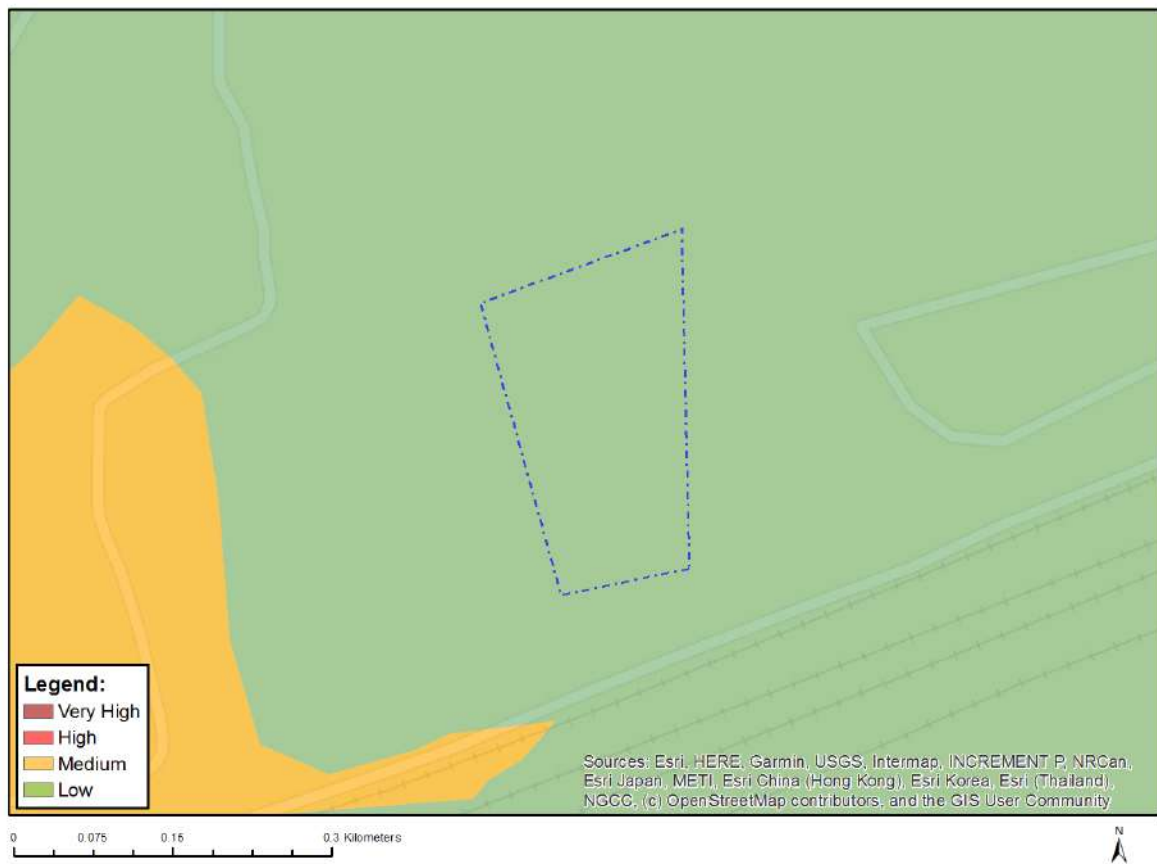 Legend:
Very High
High
Medium
Low
Sources: Esri, HERE, Garmin, USGS, Intermap, INCREMENT P, NRCan,
Esri Japan, METI, Esri China (Hong Kong), Esri Korea, Esri (Thailand),
NGCC, (c) OpenStreetMap contributors, and the GIS User Community
0 0.075 0.15 0.3 Kilometers
N